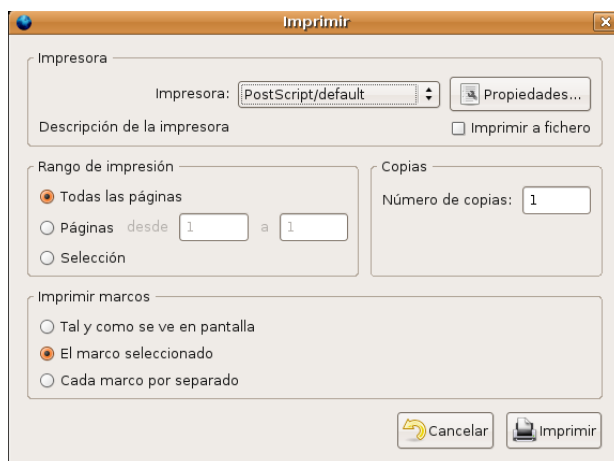 Imprimir
Impresora
Impresora: PostScript/default Propiedades...
Descripción de la impresora Imprimir a fichero
Rango de impresión
Todas las páginas
Páginas desde 1 a 1
Selección
Copias
Número de copias: 1
Imprimir marcos
Tal y como se ve en pantalla
El marco seleccionado
Cada marco por separado
Cancelar Imprimir